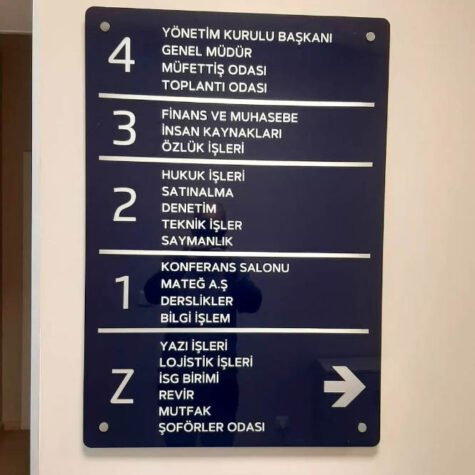 4
YÖNETİM KURULU BAŞKANI
GENEL MÜDÜR
MÜFETTİŞ ODASI
TOPLANTI ODASI
3
FİNANS VE MUHASEBE
İNSAN KAYNAKLARI
ÖZLÜK İŞLERİ
2
HUKUK İŞLERİ
SATINALMA
DENETİM
TEKNİK İŞLER
SAYMANLIK
1
KONFERANS SALONU
MATEĞ A.Ş
DERSLİKLER
BİLGİ İŞLEM
Z
YAZI İŞLERİ
LOJİSTİK İŞLERİ
İSG BİRİMİ
REVİR
MUTFAK
ŞOFÖRLER ODASI